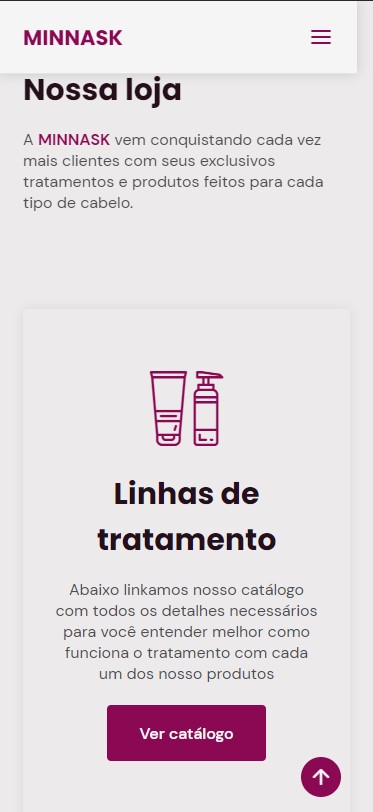 MINNASK
Nossa loja
A MINNASK vem conquistando cada vez
mais clientes com seus exclusivos
tratamentos e produtos feitos para cada
tipo de cabelo.
Linhas de
tratamento
Abaixo linkamos nosso catálogo
com todos os detalhes necessários
para você entender melhor como
funciona o tratamento com cada
um dos nosso produtos
Ver catálogo